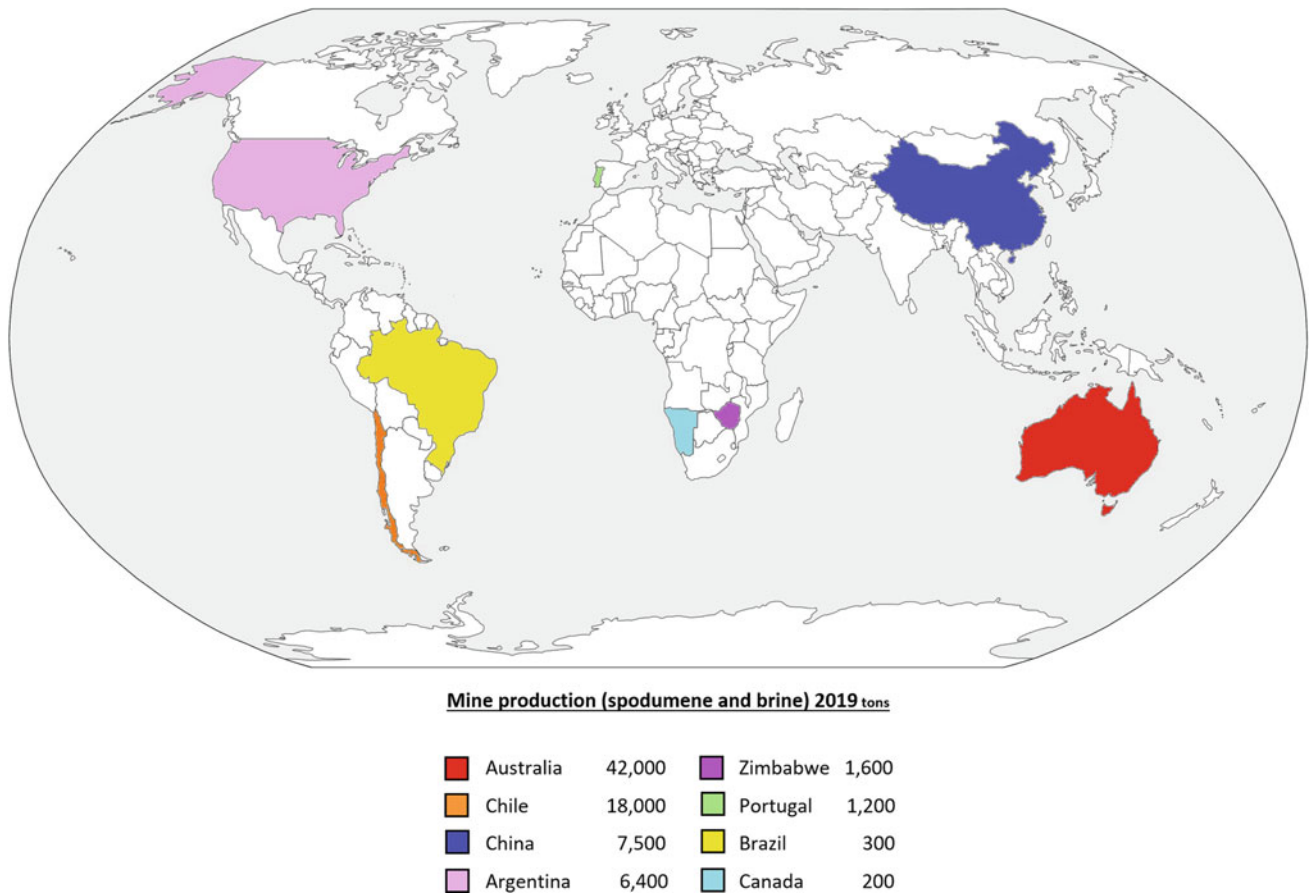 Mine production (spodumene and brine) 2019 tons
Australia 42,000 Zimbabwe 1,600
Chile 18,000 Portugal 1,200
China 7,500 Brazil 300
Argentina 6,400 Canada 200